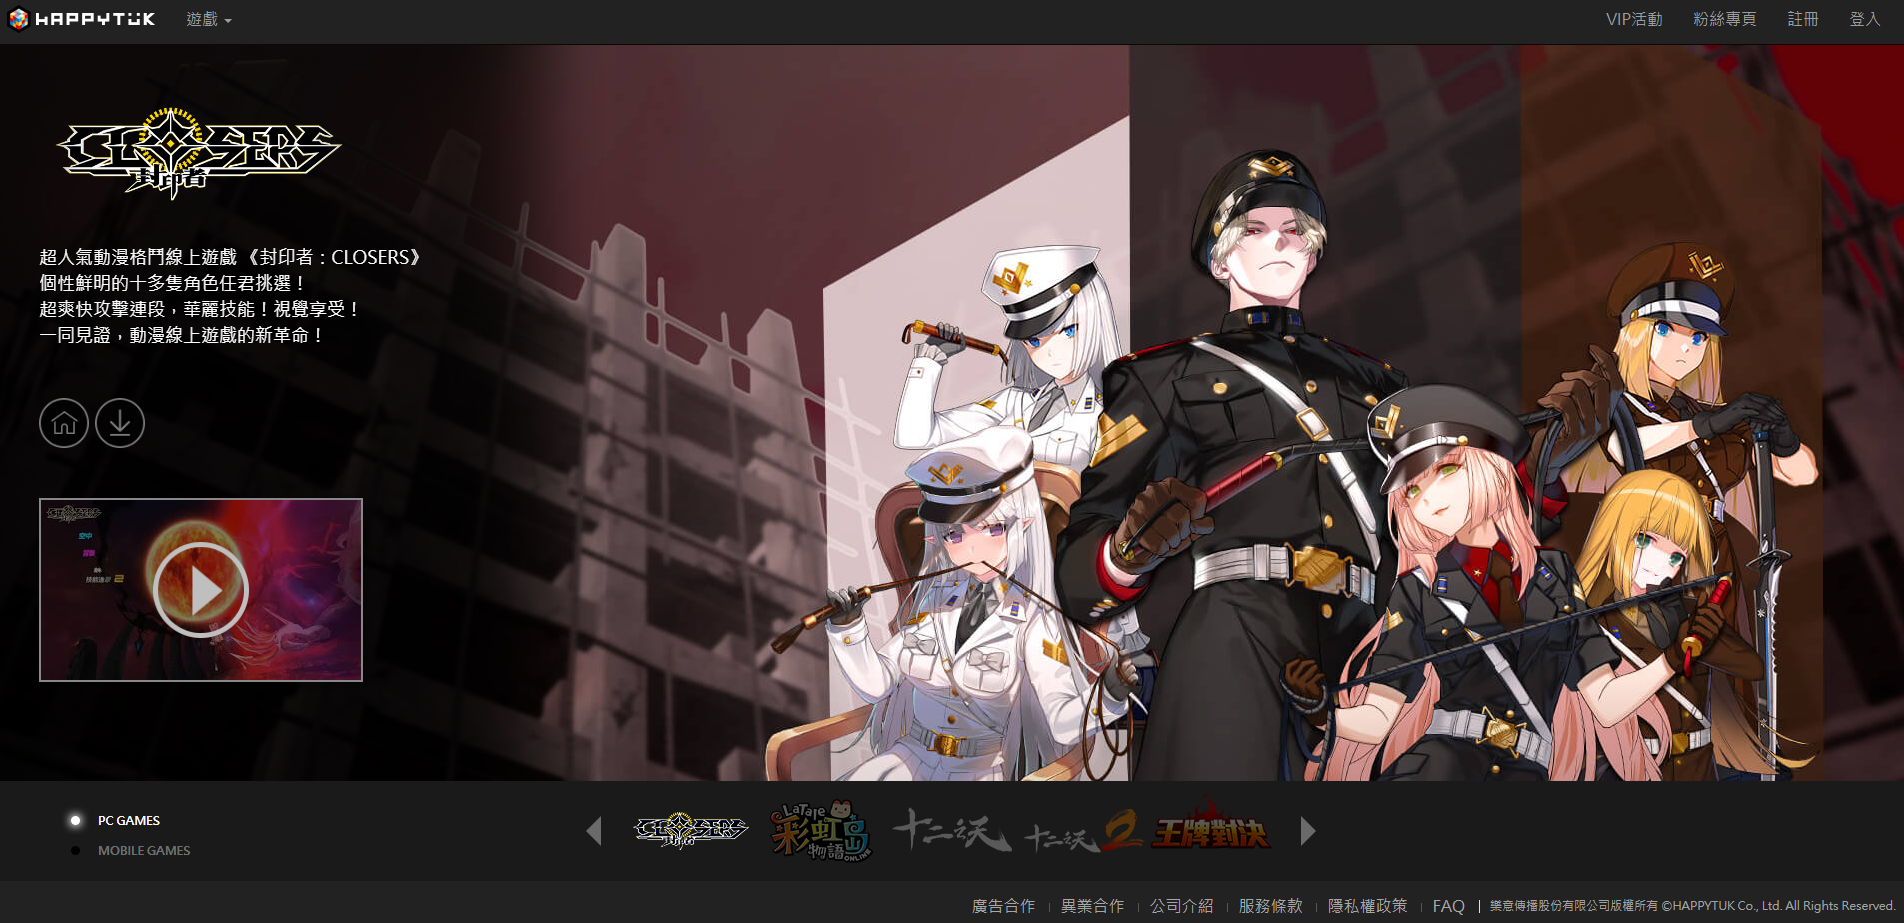 HAPPYTUK 遊戲 VIP活動 粉絲專頁 註冊 登入
CLOSERS
封印者
超人氣動漫格鬥線上遊戲 《封印者：CLOSERS》
個性鮮明的十多隻角色任君挑選！
超爽快攻擊連段，華麗技能！視覺享受！
一同見證，動漫線上遊戲的新革命！
空中
PC GAMES
MOBILE GAMES
CLOSERS 封印者
LaTale 彩虹島 物語 ONLINE
十二之天
十二之天2
王牌對決
廣告合作 | 異業合作 | 公司介紹 | 服務條款 | 隱私權政策 | FAQ | 樂意傳播股份有限公司版權所有 ©HAPPYTUK Co., Ltd. All Rights Reserved.